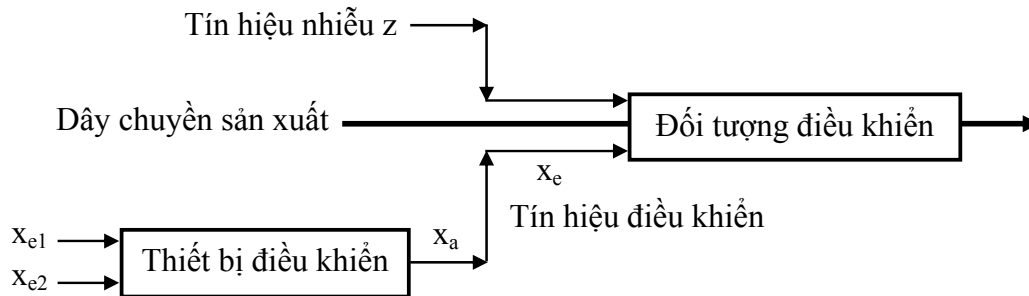 Tín hiệu nhiễu z
Dây chuyền sản xuất
Đối tượng điều khiển
xe
Tín hiệu điều khiển
xe1
xa
Thiết bị điều khiển
xe2